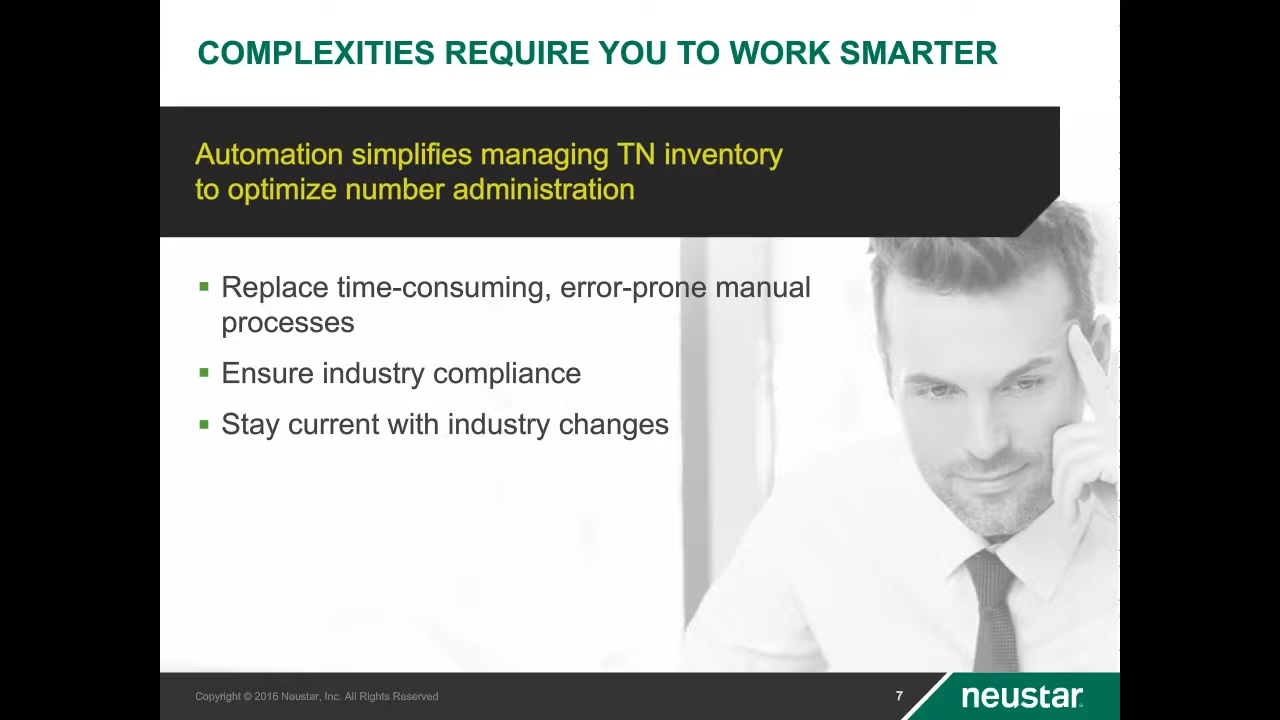 COMPLEXITIES REQUIRE YOU TO WORK SMARTER
Automation simplifies managing TN inventory
to optimize number administration
▪ Replace time-consuming, error-prone manual
processes
▪ Ensure industry compliance
▪ Stay current with industry changes
Copyright © 2016 Neustar, Inc. All Rights Reserved
7
neustar